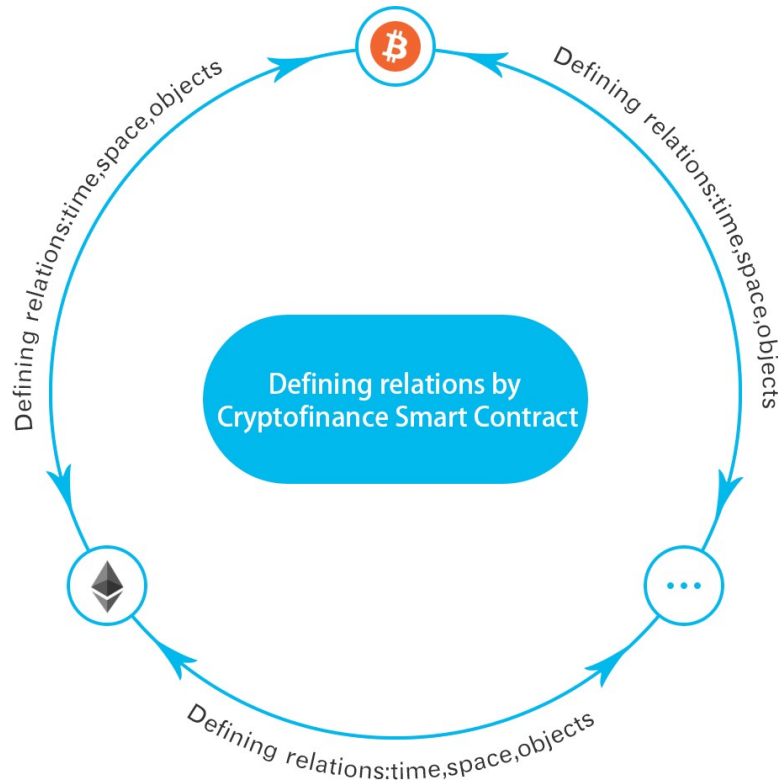 Defining relations:time,space,objects
Defining relations:time,space,objects
Defining relations by
Cryptofinance Smart Contract
Defining relations:time,space,objects